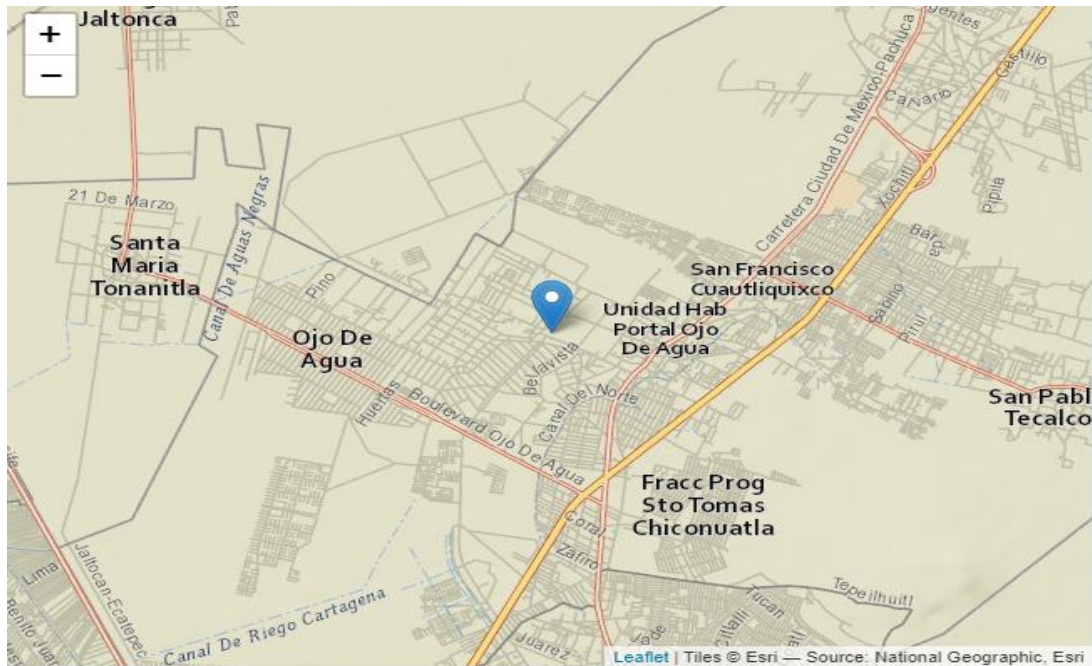 Jaltonca
+
−
Castillo
Calvario
Carretera Ciudad De Mexico-Pachuca
Xochitl
Pipila
21 De Marzo
Canal De Aguas Negras
Santa
Maria
Tonanitla
Pino
San Francisco
Cuautliquixco
Sabino
Pirul
Unidad Hab
Portal Ojo
De Agua
Ojo De
Agua
Bellavista
Huertas
Canal Del Norte
Boulevard Ojo De Agua
San Pabl
Tecalco
Fracc Prog
Sto Tomas
Chiconuatla
Coral
Zafiro
Lima
Jaltocan-Ecatepec
Benito Juar
Canal De Riego Cartagena
Tepeilhuitl
Tucan
Citlalli
Jade
Juarez
Leaflet | Tiles © Esri — Source: National Geographic, Esri